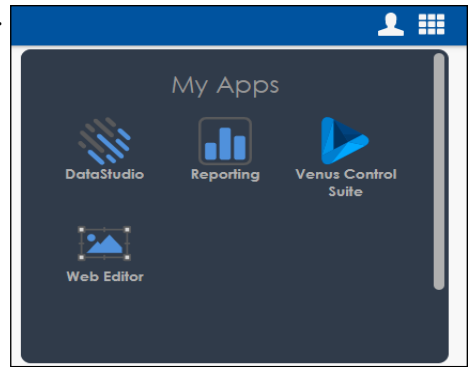 My Apps
DataStudio
Reporting
Venus Control
Suite
Web Editor